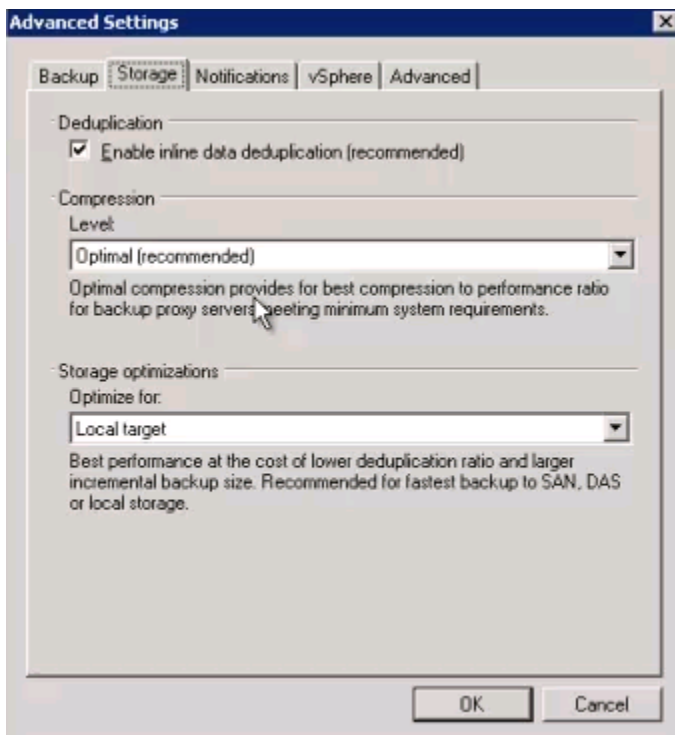 Advanced Settings
Backup Storage Notifications vSphere Advanced
Deduplication
Enable inline data deduplication (recommended)
Compression
Level:
Optimal (recommended)
Optimal compression provides for best compression to performance ratio
for backup proxy servers meeting minimum system requirements.
Storage optimizations
Optimize for:
Local target
Best performance at the cost of lower deduplication ratio and larger
incremental backup size. Recommended for fastest backup to SAN, DAS
or local storage.
OK Cancel